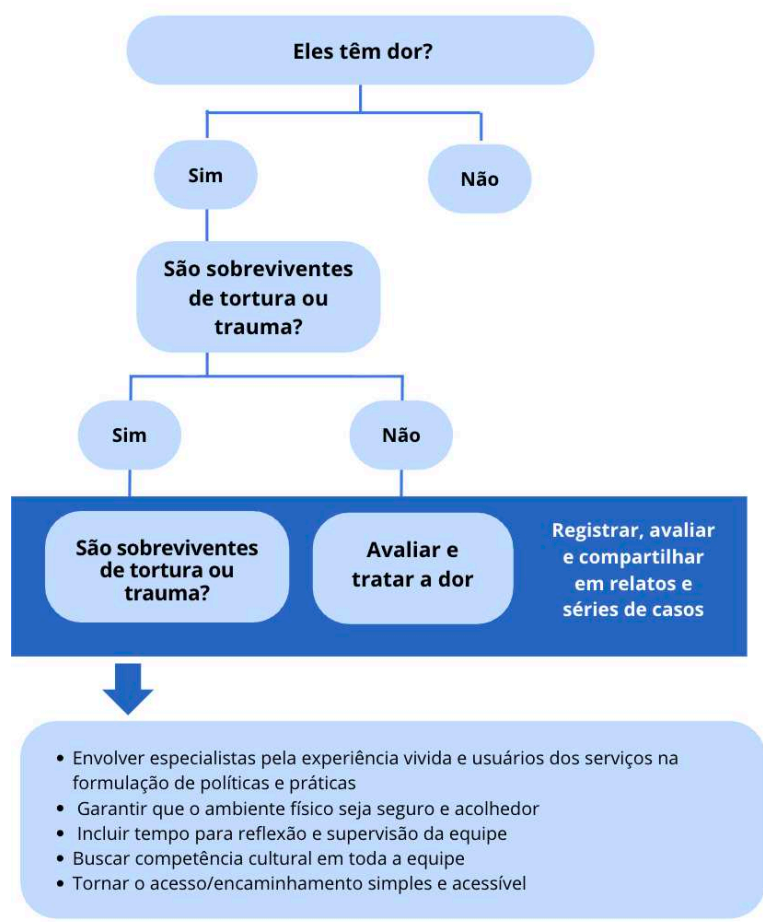 Eles têm dor?
Sim
Não
São sobreviventes
de tortura ou
trauma?
Sim
Não
São sobreviventes
de tortura ou
trauma?
Avaliar e
tratar a dor
Registrar, avaliar
e compartilhar
em relatos e
séries de casos
• Envolver especialistas pela experiência vivida e usuários dos serviços na
formulação de políticas e práticas
• Garantir que o ambiente físico seja seguro e acolhedor
• Incluir tempo para reflexão e supervisão da equipe
• Buscar competência cultural em toda a equipe
• Tornar o acesso/encaminhamento simples e acessível